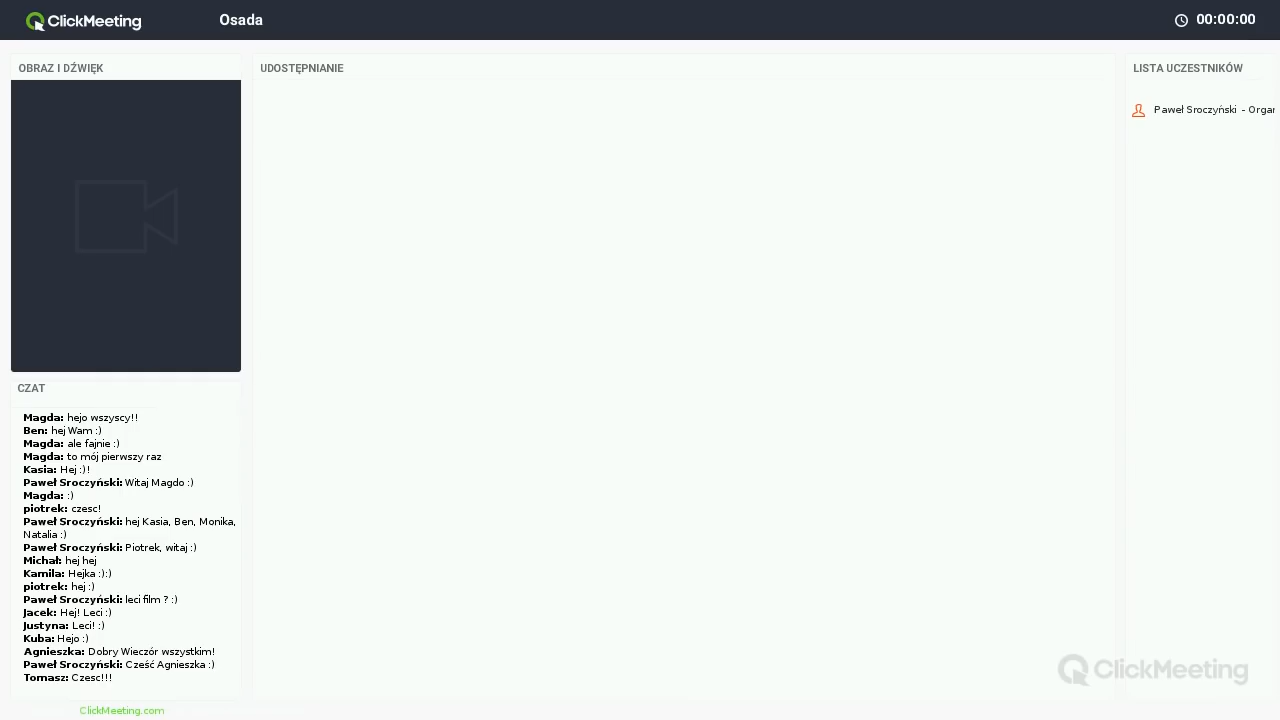 ClickMeeting
Osada
00:00:00
OBRAZ I DŹWIĘK
UDOSTĘPNIANIE
LISTA UCZESTNIKÓW
Paweł Sroczyński - Organ
CZAT
Magda: hejo wszyscy!!
Ben: hej Wam :)
Magda: ale fajnie :)
Magda: to mój pierwszy raz
Kasia: Hej :)!
Paweł Sroczyński: Witaj Magdo :)
Magda: :)
piotrek: czesc!
Paweł Sroczyński: hej Kasia, Ben, Monika,
Natalia :)
Paweł Sroczyński: Piotrek, witaj :)
Michał: hej hej
Kamila: Hejka :):)
piotrek: hej :)
Paweł Sroczyński: leci film ? :)
Jacek: Hej! Leci :)
Justyna: Leci! :)
Kuba: Hejo :)
Agnieszka: Dobry Wieczór wszystkim!
Paweł Sroczyński: Cześć Agnieszka :)
Tomasz: Czesc!!!
ClickMeeting
ClickMeeting.com